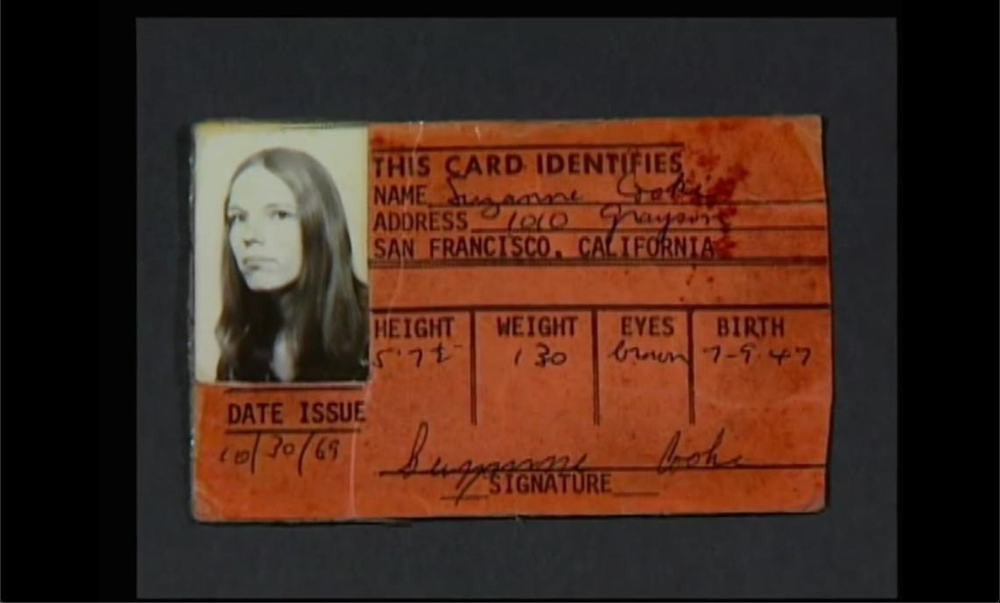 THIS CARD IDENTIFIES
NAME Suzanne Cooke
ADDRESS 1010 Grayson
SAN FRANCISCO, CALIFORNIA
HEIGHT WEIGHT EYES BIRTH
5'7½ 130 brown 7-9-47
DATE ISSUE
10/30/69
Suzanne Cooke
SIGNATURE